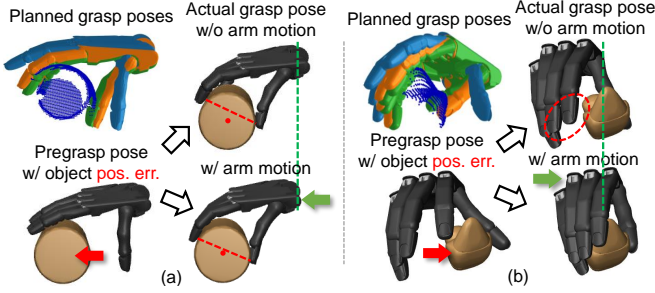 Planned grasp poses
Actual grasp pose
w/o arm motion
Pregrasp pose
w/ object pos. err.
w/ arm motion
(a)
Planned grasp poses
Actual grasp pose
w/o arm motion
Pregrasp pose
w/ object pos. err.
w/ arm motion
(b)